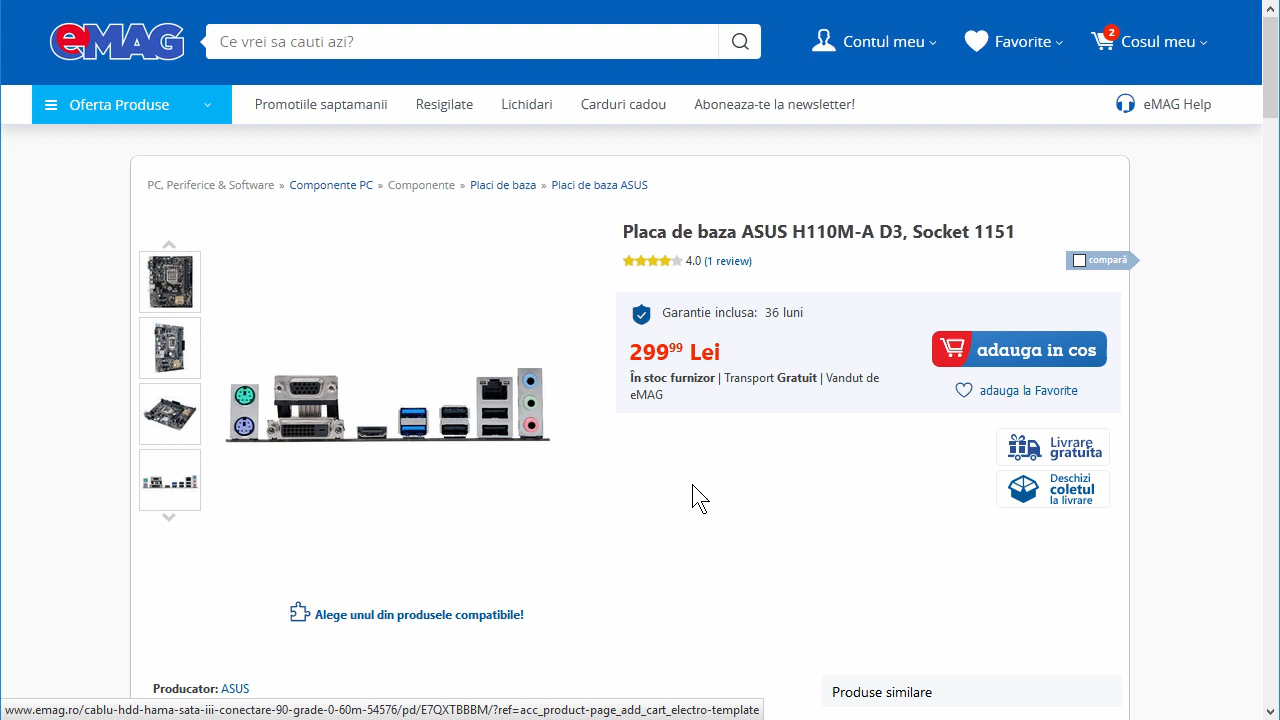 eMAG
Ce vrei sa cauti azi?
Contul meu
Favorite
2
Cosul meu
Oferta Produse
Promotiile saptamanii
Resigilate
Lichidari
Carduri cadou
Aboneaza-te la newsletter!
eMAG Help
PC, Periferice & Software » Componente PC » Componente » Placi de baza » Placi de baza ASUS
Placa de baza ASUS H110M-A D3, Socket 1151
4.0 (1 review)
compară
Garantie inclusa: 36 luni
299⁹⁹ Lei
adauga in cos
În stoc furnizor | Transport Gratuit | Vandut de
eMAG
adauga la Favorite
Livrare
gratuita
Deschizi
coletul
la livrare
Alege unul din produsele compatibile!
Producator: ASUS
Produse similare
www.emag.ro/cablu-hdd-hama-sata-iii-conectare-90-grade-0-60m-54576/pd/E7QXTBBBM/?ref=acc_product-page_add_cart_electro-template